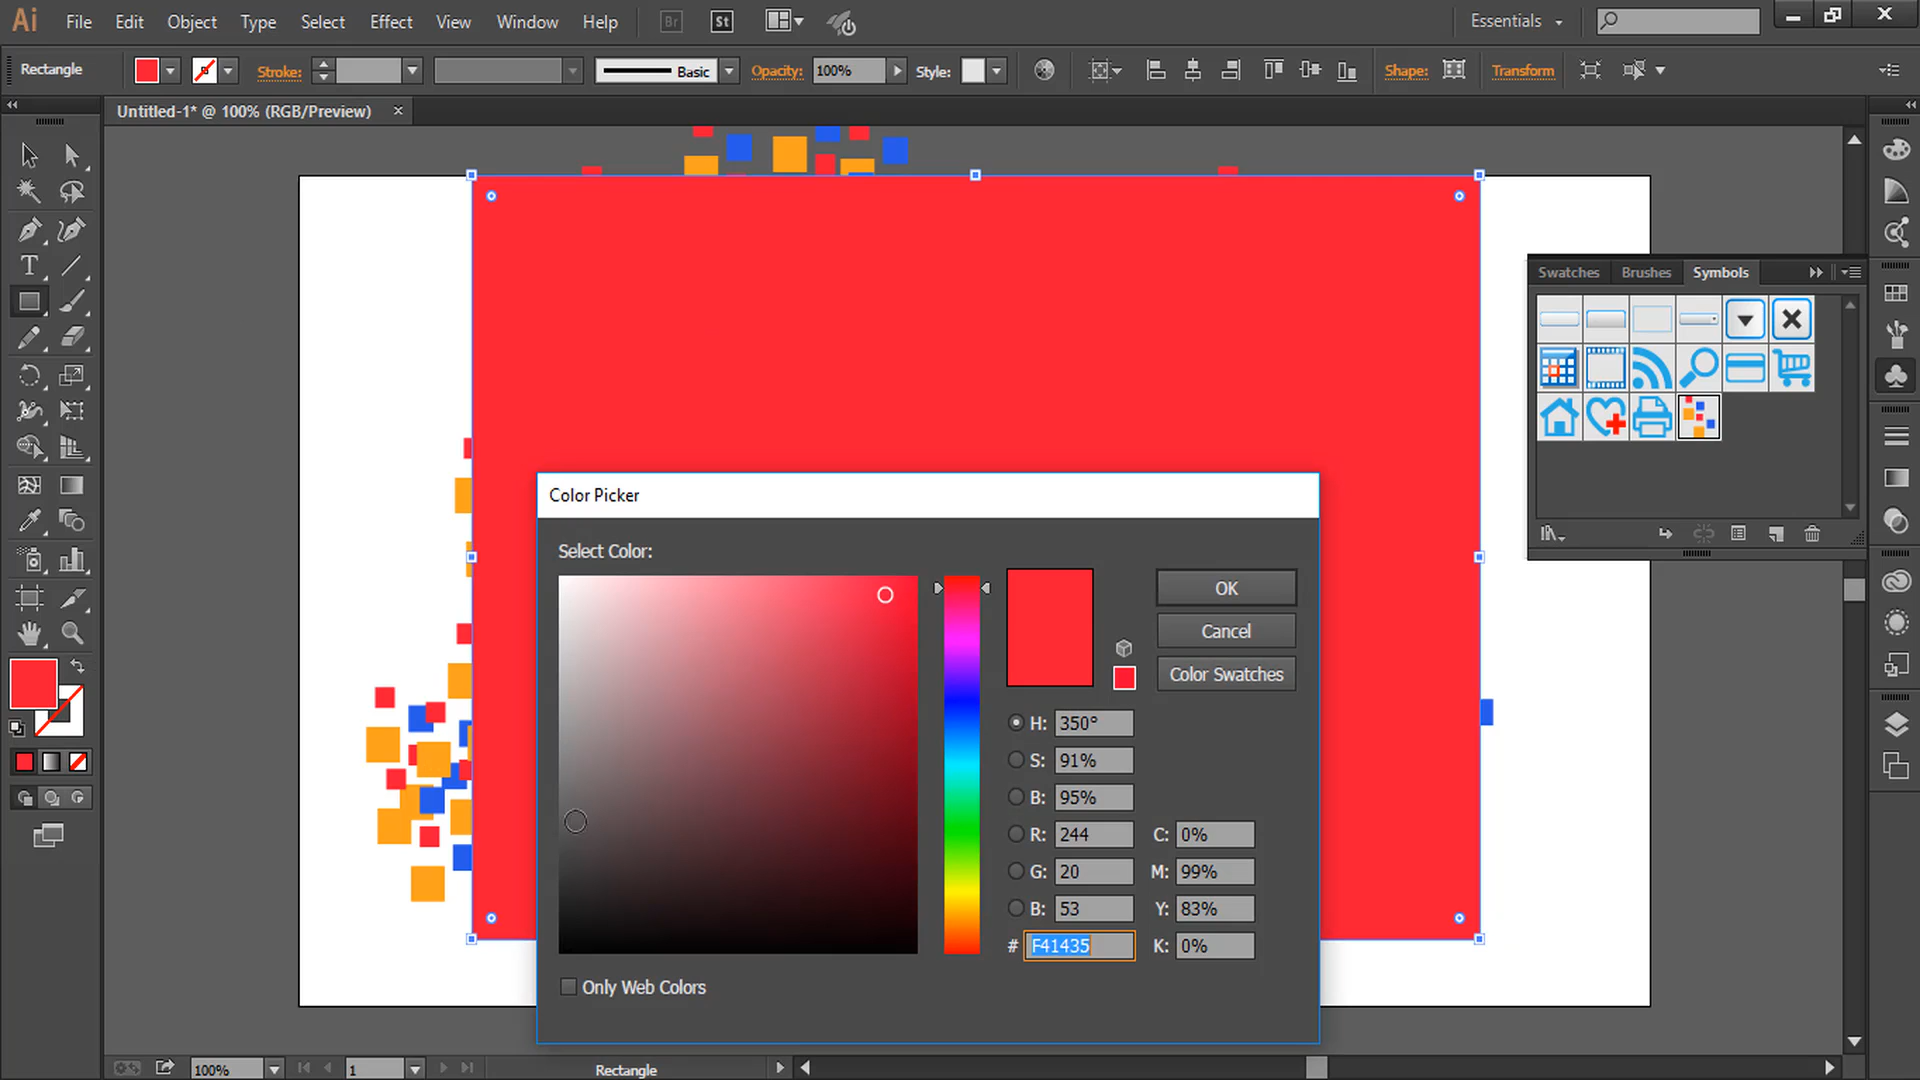 Ai File Edit Object Type Select Effect View Window Help Br St Essentials
Rectangle Stroke: Basic Opacity: 100% Style: Shape: Transform
Untitled-1* @ 100% (RGB/Preview)
Swatches Brushes Symbols
Color Picker
Select Color:
OK
Cancel
Color Swatches
H: 350°
S: 91%
B: 95%
R: 244 C: 0%
G: 20 M: 99%
B: 53 Y: 83%
# F41435 K: 0%
Only Web Colors
100% 1 Rectangle